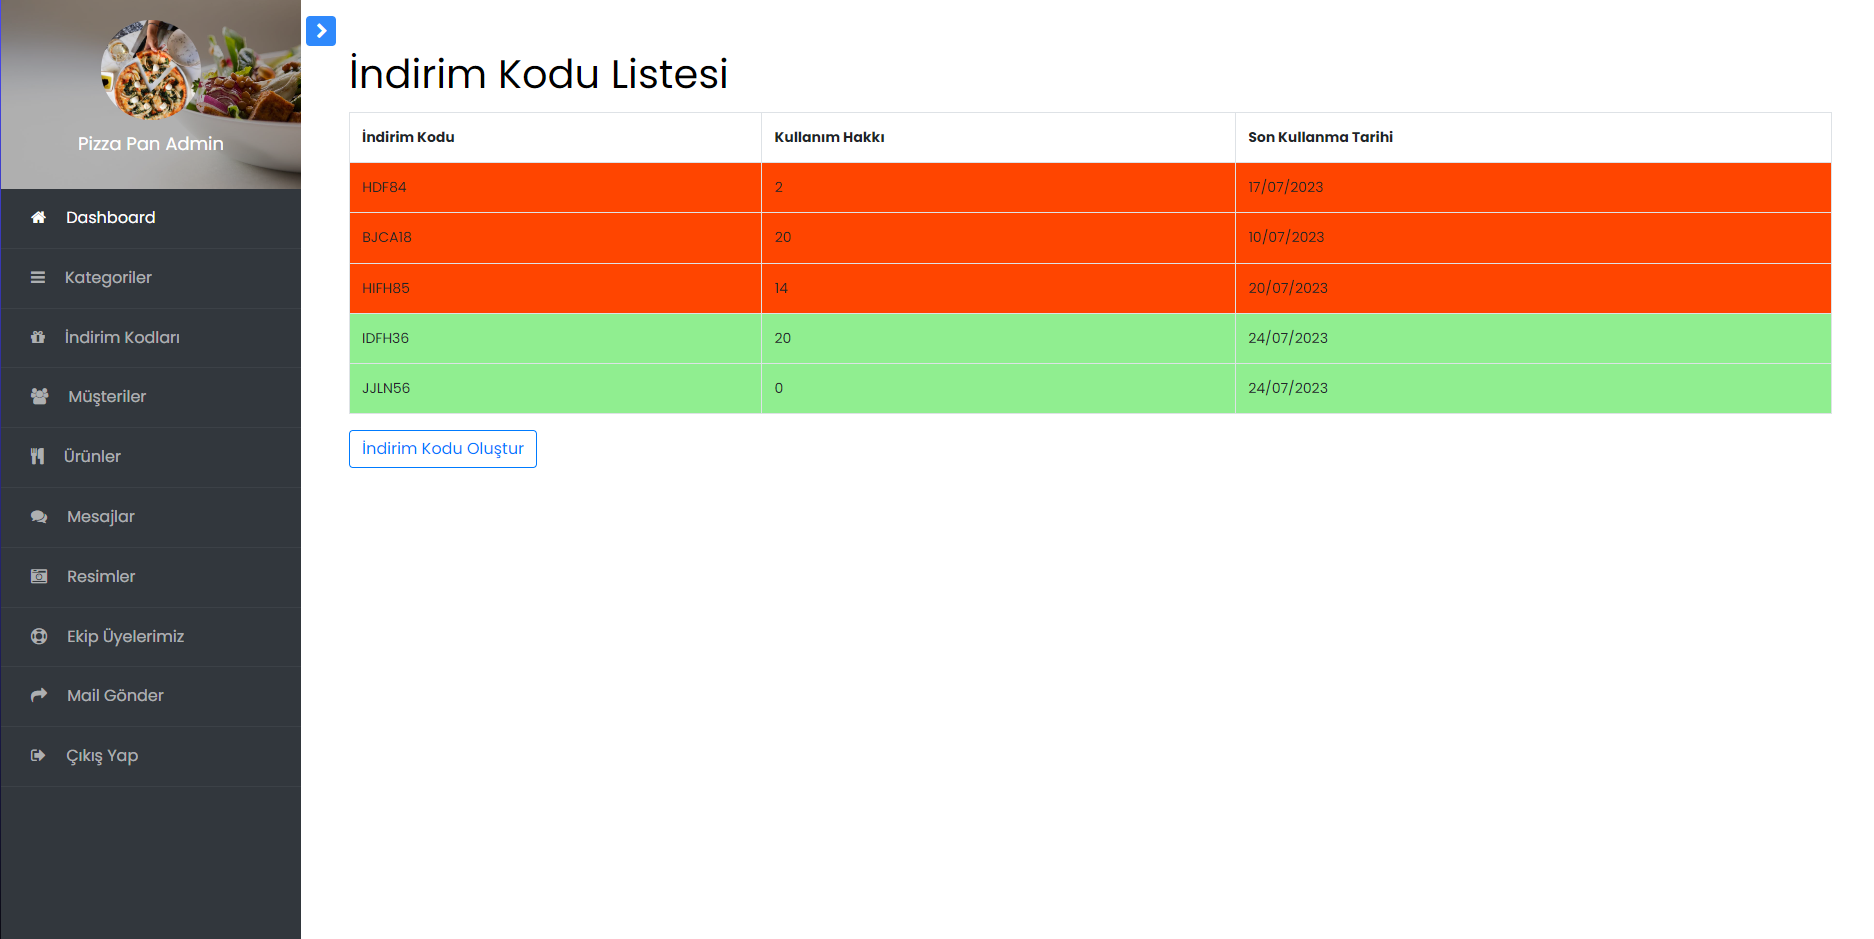 Pizza Pan Admin
Dashboard
Kategoriler
İndirim Kodları
Müşteriler
Ürünler
Mesajlar
Resimler
Ekip Üyelerimiz
Mail Gönder
Çıkış Yap
İndirim Kodu Listesi
İndirim Kodu Kullanım Hakkı Son Kullanma Tarihi
HDF84 2 17/07/2023
BJCA18 20 10/07/2023
HIFH85 14 20/07/2023
IDFH36 20 24/07/2023
JJLN56 0 24/07/2023
İndirim Kodu Oluştur